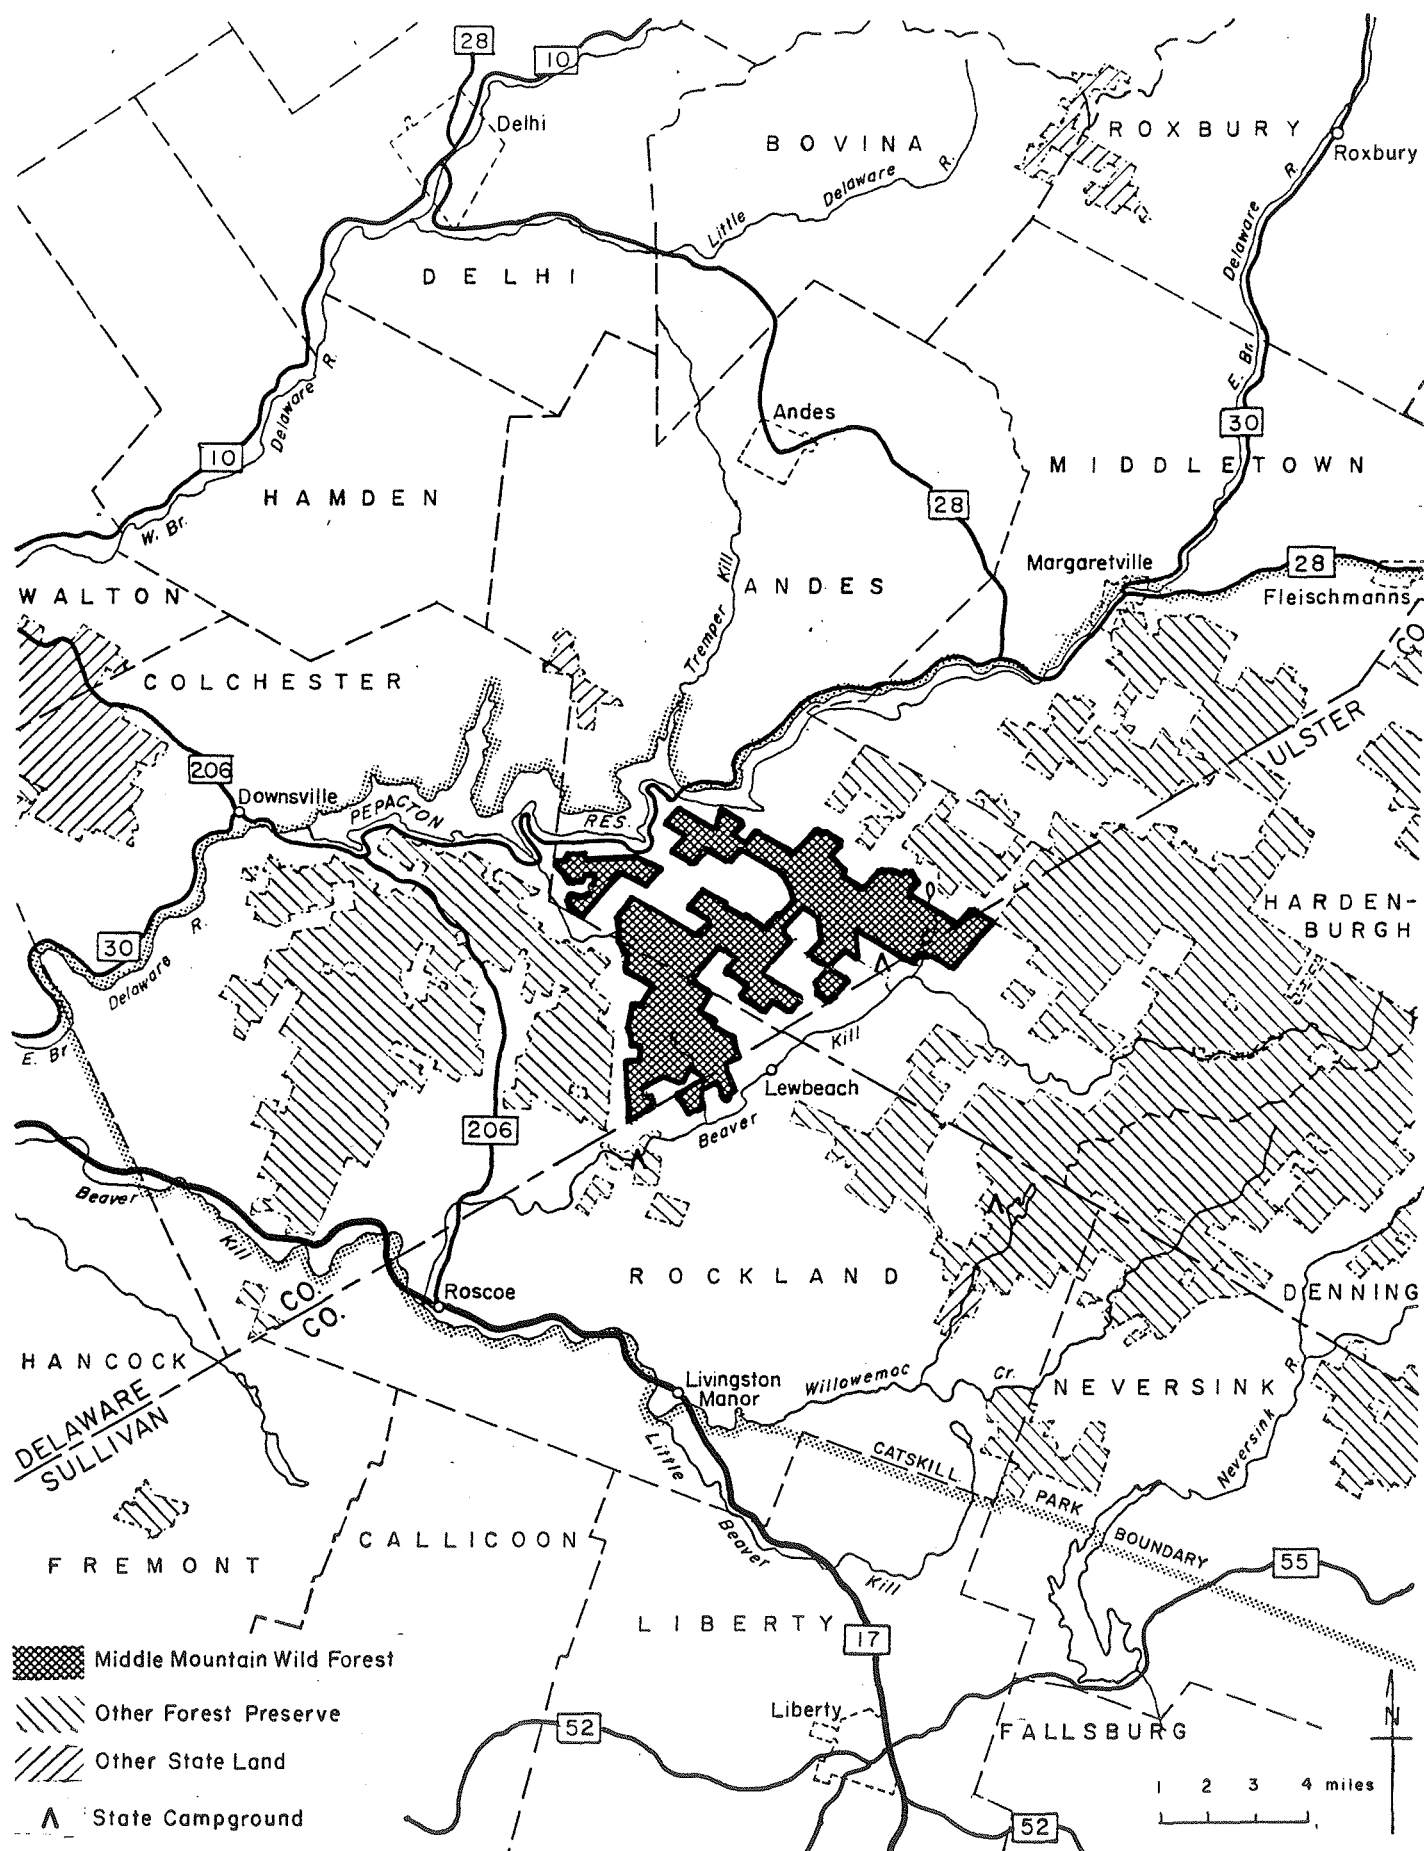 28
10
Delhi
BOVINA
ROXBURY
Roxbury
Little Delaware R.
E. Br. Delaware R.
DELHI
Andes
30
10
W. Br. Delaware R.
HAMDEN
MIDDLETOWN
28
Margaretville
28
Fleischmanns
WALTON
Tremper Kill
ANDES
CO
COLCHESTER
ULSTER
206
Downsville
PEPACTON RES.
HARDEN-
BURGH
30
E. Br. Delaware R.
Kill
Lewbeach
206
Beaver
Beaver
Kill
ROCKLAND
CO.
CO.
Roscoe
DENNING
HANCOCK
Livingston
Manor
Willowemoc Cr.
NEVERSINK
DELAWARE
SULLIVAN
Neversink R.
Little Beaver Kill
CATSKILL PARK BOUNDARY
FREMONT
CALLICOON
55
LIBERTY
17
Middle Mountain Wild Forest
Other Forest Preserve
Other State Land
State Campground
Liberty
52
FALLSBURG
N
1 2 3 4 miles
52